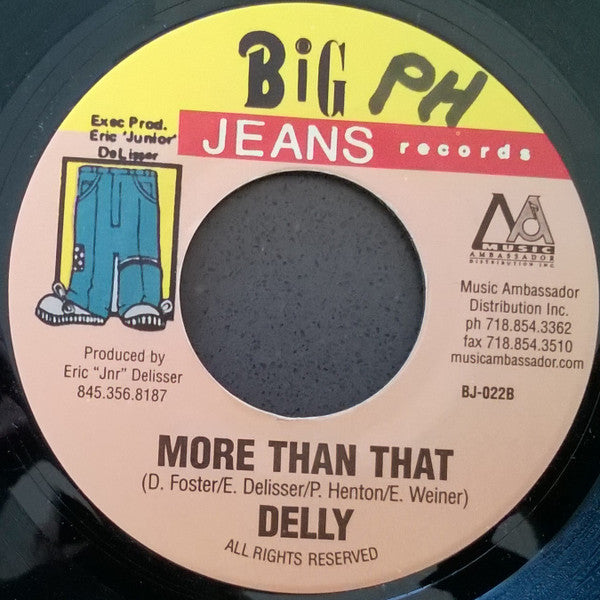 BiG PH
JEANS records
Exec Prod.
Eric 'Junior'
DeLisser
MA
MUSIC
AMBASSADOR
DISTRIBUTION INC.
Music Ambassador
Distribution Inc.
ph 718.854.3362
fax 718.854.3510
musicambassador.com
BJ-022B
Produced by
Eric "Jnr" Delisser
845.356.8187
MORE THAN THAT
(D. Foster/E. Delisser/P. Henton/E. Weiner)
DELLY
ALL RIGHTS RESERVED